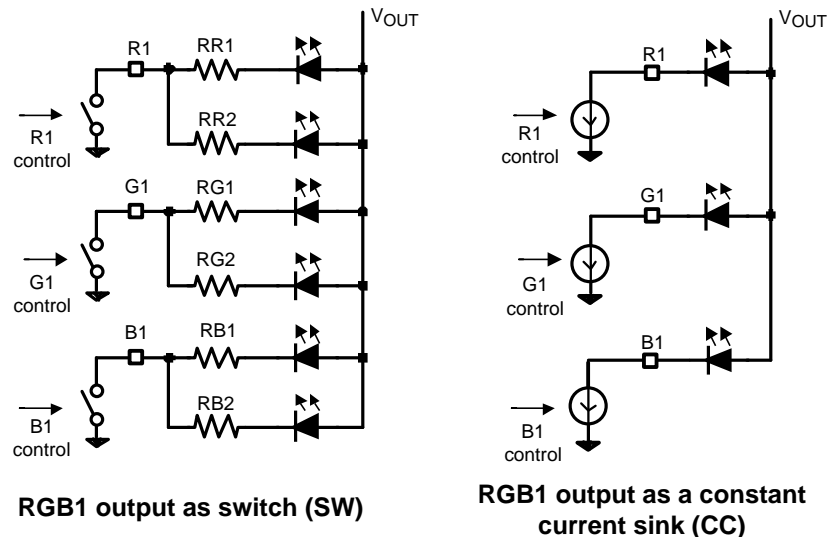 VOUT
R1
RR1
R1
control
RR2
G1
RG1
G1
control
RG2
B1
RB1
B1
control
RB2
RGB1 output as switch (SW)
VOUT
R1
R1
control
G1
G1
control
B1
B1
control
RGB1 output as a constant
current sink (CC)